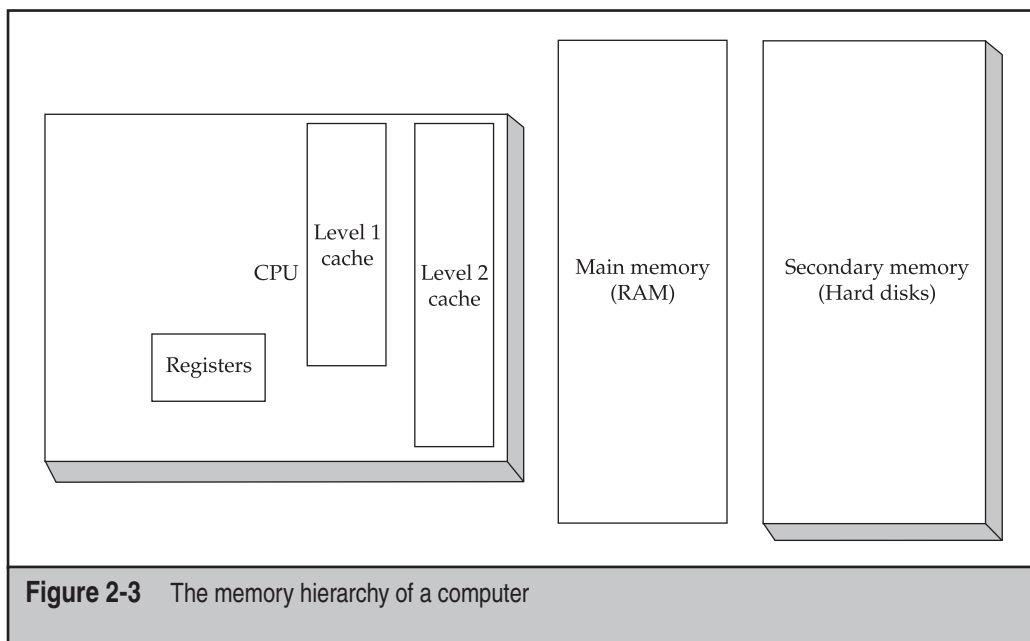 CPU
Registers
Level 1
cache
Level 2
cache
Main memory
(RAM)
Secondary memory
(Hard disks)
Figure 2-3 The memory hierarchy of a computer